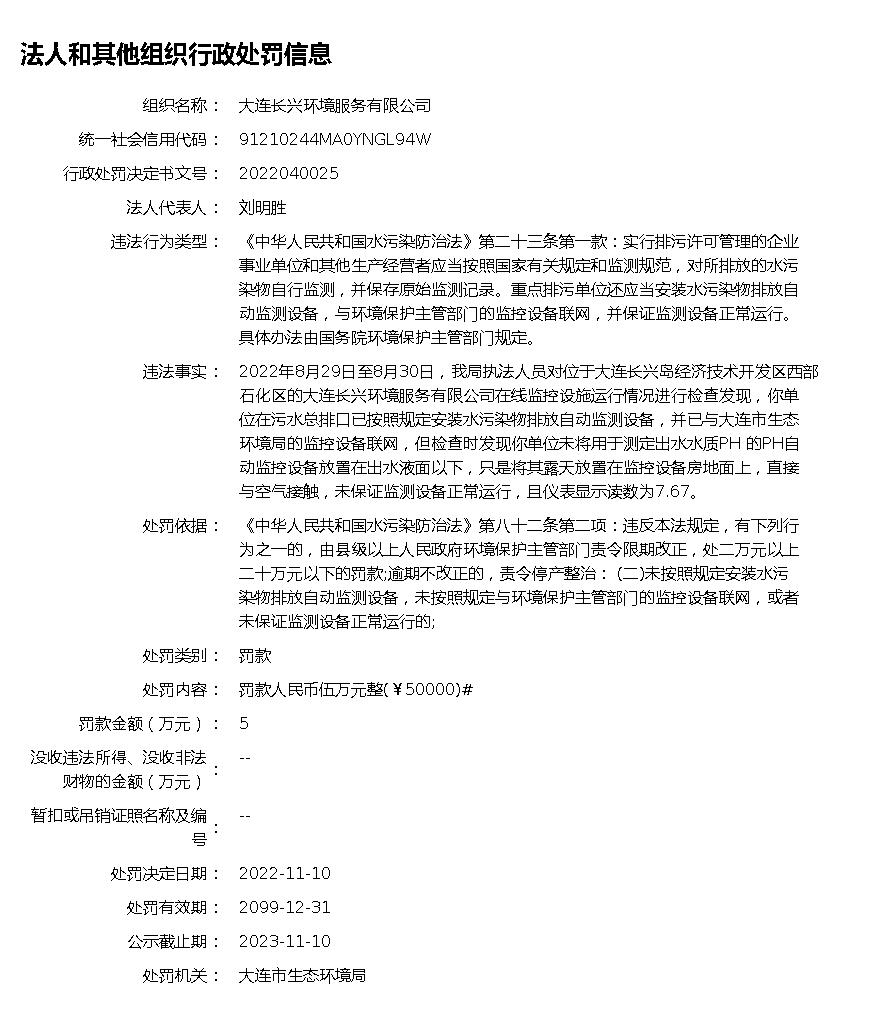 法人和其他组织行政处罚信息
组织名称： 大连长兴环境服务有限公司
统一社会信用代码： 91210244MA0YNGL94W
行政处罚决定书文号： 2022040025
法人代表人： 刘明胜
违法行为类型： 《中华人民共和国水污染防治法》第二十三条第一款：实行排污许可管理的企业
事业单位和其他生产经营者应当按照国家有关规定和监测规范，对所排放的水污
染物自行监测，并保存原始监测记录。重点排污单位还应当安装水污染物排放自
动监测设备，与环境保护主管部门的监控设备联网，并保证监测设备正常运行。
具体办法由国务院环境保护主管部门规定。
违法事实： 2022年8月29日至8月30日，我局执法人员对位于大连长兴岛经济技术开发区西部
石化区的大连长兴环境服务有限公司在线监控设施运行情况进行检查发现，你单
位在污水总排口已按照规定安装水污染物排放自动监测设备，并已与大连市生态
环境局的监控设备联网，但检查时发现你单位未将用于测定出水水质PH 的PH自
动监控设备放置在出水液面以下，只是将其露天放置在监控设备房地面上，直接
与空气接触，未保证监测设备正常运行，且仪表显示读数为7.67。
处罚依据： 《中华人民共和国水污染防治法》第八十二条第二项：违反本法规定，有下列行
为之一的，由县级以上人民政府环境保护主管部门责令限期改正，处二万元以上
二十万元以下的罚款;逾期不改正的，责令停产整治： (二)未按照规定安装水污
染物排放自动监测设备，未按照规定与环境保护主管部门的监控设备联网，或者
未保证监测设备正常运行的;
处罚类别： 罚款
处罚内容： 罚款人民币伍万元整(￥50000)#
罚款金额（万元）： 5
没收违法所得、没收非法
财物的金额（万元）： --
暂扣或吊销证照名称及编
号： --
处罚决定日期： 2022-11-10
处罚有效期： 2099-12-31
公示截止期： 2023-11-10
处罚机关： 大连市生态环境局